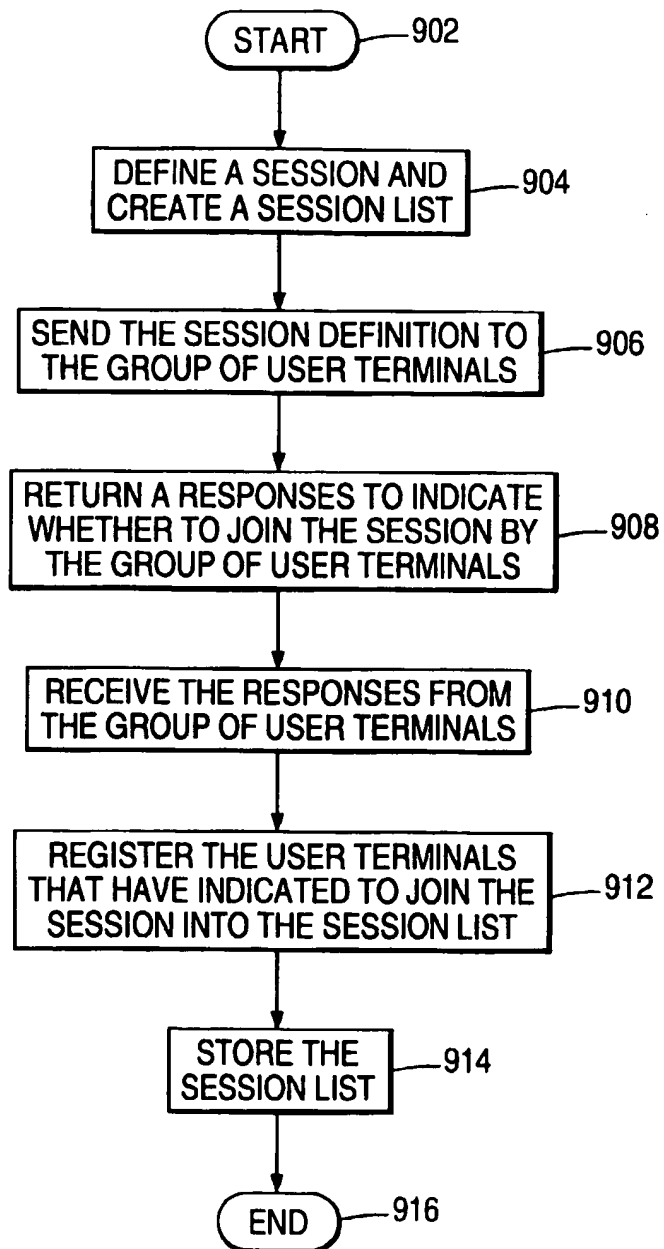 START
902
DEFINE A SESSION AND
CREATE A SESSION LIST
904
SEND THE SESSION DEFINITION TO
THE GROUP OF USER TERMINALS
906
RETURN A RESPONSES TO INDICATE
WHETHER TO JOIN THE SESSION BY
THE GROUP OF USER TERMINALS
908
RECEIVE THE RESPONSES FROM
THE GROUP OF USER TERMINALS
910
REGISTER THE USER TERMINALS
THAT HAVE INDICATED TO JOIN THE
SESSION INTO THE SESSION LIST
912
STORE THE
SESSION LIST
914
END
916